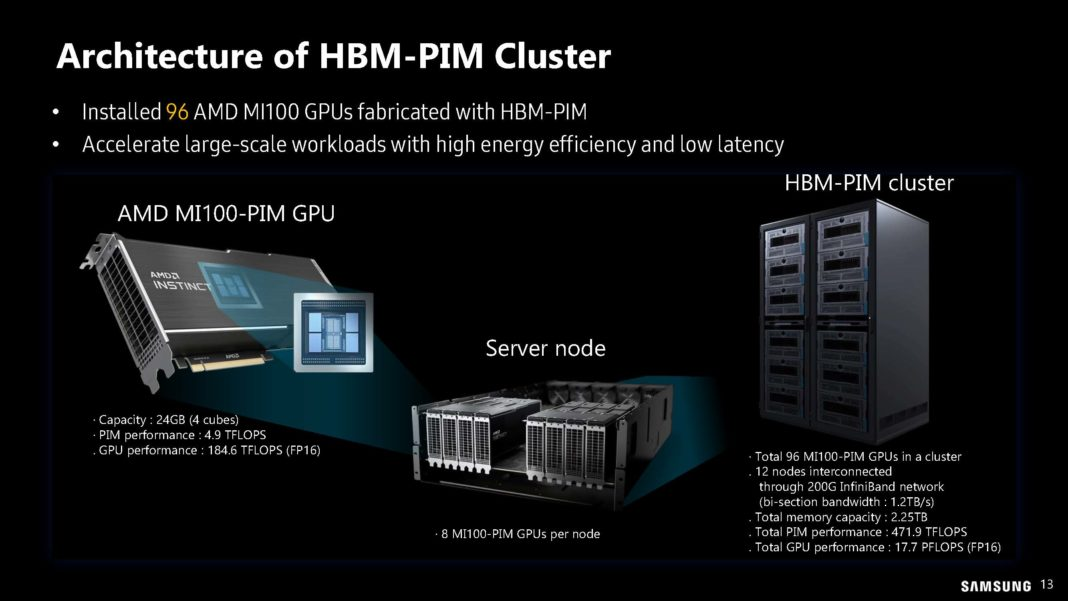 Architecture of HBM-PIM Cluster
• Installed 96 AMD MI100 GPUs fabricated with HBM-PIM
• Accelerate large-scale workloads with high energy efficiency and low latency
AMD MI100-PIM GPU
AMD
INSTINCT
AMD
· Capacity : 24GB (4 cubes)
· PIM performance : 4.9 TFLOPS
. GPU performance : 184.6 TFLOPS (FP16)
Server node
· 8 MI100-PIM GPUs per node
HBM-PIM cluster
· Total 96 MI100-PIM GPUs in a cluster
. 12 nodes interconnected
through 200G InfiniBand network
(bi-section bandwidth : 1.2TB/s)
. Total memory capacity : 2.25TB
. Total PIM performance : 471.9 TFLOPS
. Total GPU performance : 17.7 PFLOPS (FP16)
SAMSUNG 13